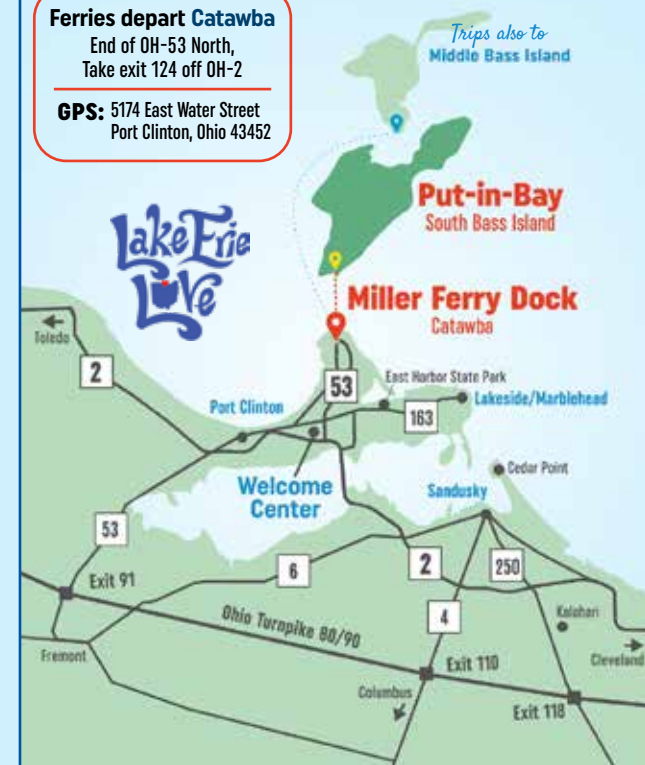 Ferries depart Catawba
End of OH-53 North,
Take exit 124 off OH-2
GPS: 5174 East Water Street
Port Clinton, Ohio 43452
Trips also to
Middle Bass Island
Put-in-Bay
South Bass Island
Lake Erie
Love
Miller Ferry Dock
Catawba
Toledo
2
53
East Harbor State Park
Lakeside/Marblehead
163
Port Clinton
Cedar Point
Welcome
Center
Sandusky
53
6
2
250
Exit 91
4
Kalahari
Ohio Turnpike 80/90
Fremont
Cleveland
Exit 110
Columbus
Exit 118